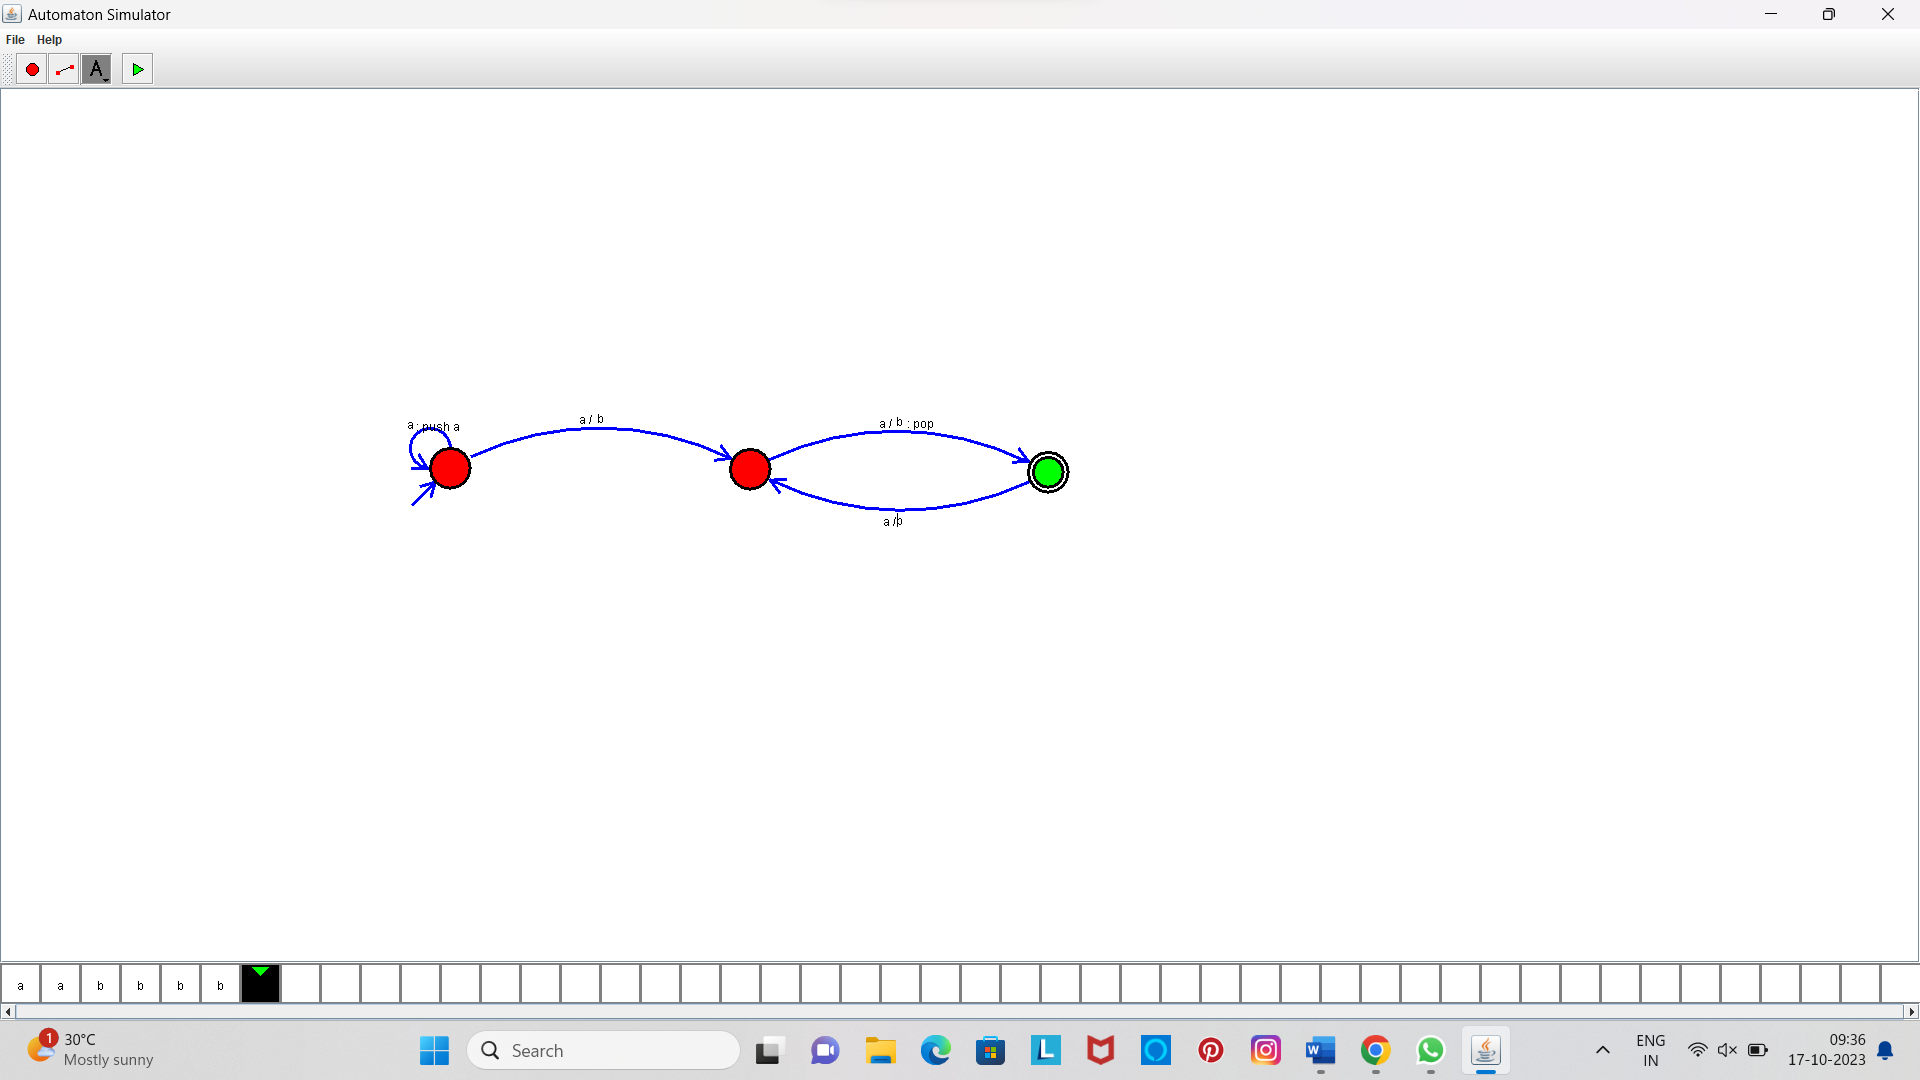 Automaton Simulator
File Help
A
a : push a
a / b
a / b : pop
a / b
a a b b b b
1
30°C
Mostly sunny
Search
L
W
ENG
IN
09:36
17-10-2023